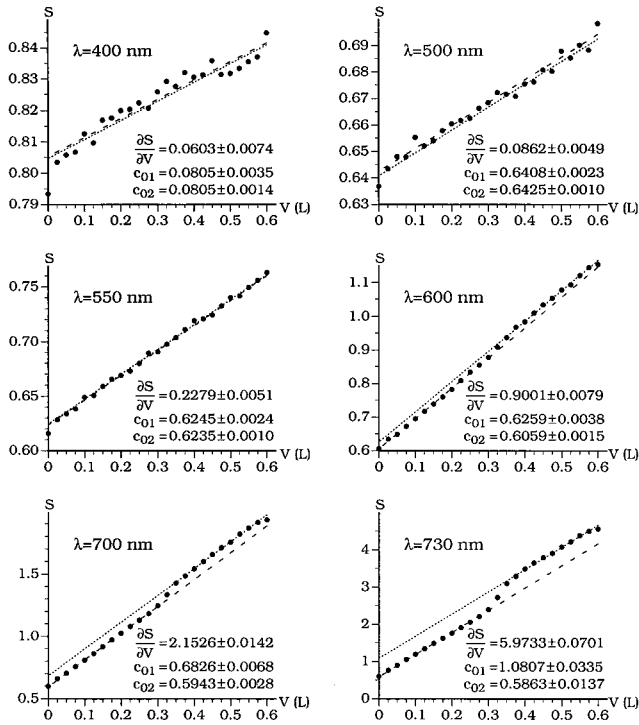 S
λ=400 nm
0.84
0.83
0.82
0.81
0.80
0.79
∂S/∂V=0.0603±0.0074
c01=0.0805±0.0035
c02=0.0805±0.0014
0 0.1 0.2 0.3 0.4 0.5 0.6
V (L)
S
λ=500 nm
0.69
0.68
0.66
0.65
0.64
0.63
∂S/∂V=0.0862±0.0049
c01=0.6408±0.0023
c02=0.6425±0.0010
0 0.1 0.2 0.3 0.4 0.5 0.6
V (L)
S
λ=550 nm
0.75
0.70
0.65
0.60
∂S/∂V=0.2279±0.0051
c01=0.6245±0.0024
c02=0.6235±0.0010
0 0.1 0.2 0.3 0.4 0.5 0.6
V (L)
S
λ=600 nm
1.1
1.0
0.9
0.8
0.7
0.6
∂S/∂V=0.9001±0.0079
c01=0.6259±0.0038
c02=0.6059±0.0015
0 0.1 0.2 0.3 0.4 0.5 0.6
V (L)
S
λ=700 nm
1.5
1.0
0.5
∂S/∂V=2.1526±0.0142
c01=0.6826±0.0068
c02=0.5943±0.0028
0 0.1 0.2 0.3 0.4 0.5 0.6
V (L)
S
λ=730 nm
4
3
2
1
0
∂S/∂V=5.9733±0.0701
c01=1.0807±0.0335
c02=0.5863±0.0137
0 0.1 0.2 0.3 0.4 0.5 0.6
V (L)